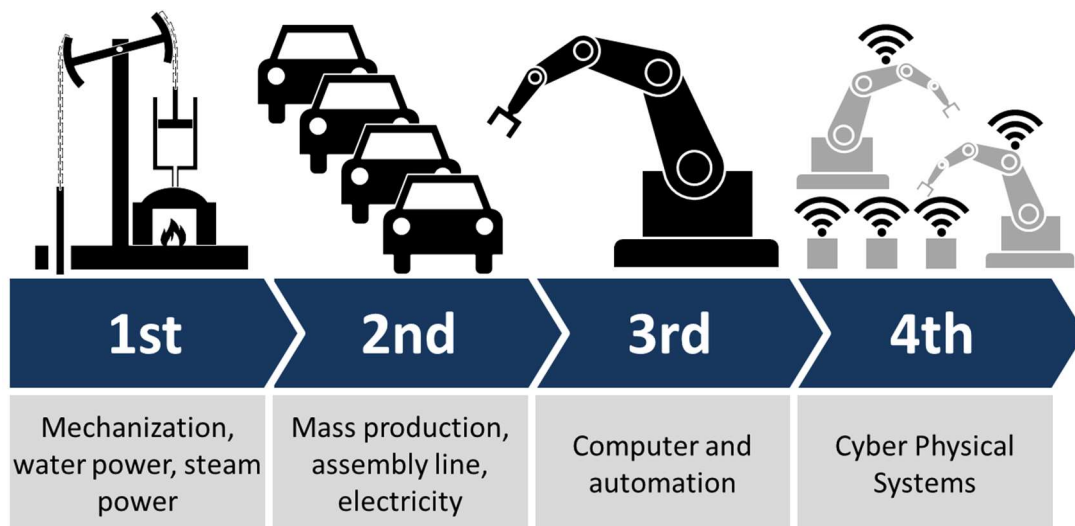 1st
2nd
3rd
4th
Mechanization,
water power, steam
power
Mass production,
assembly line,
electricity
Computer and
automation
Cyber Physical
Systems